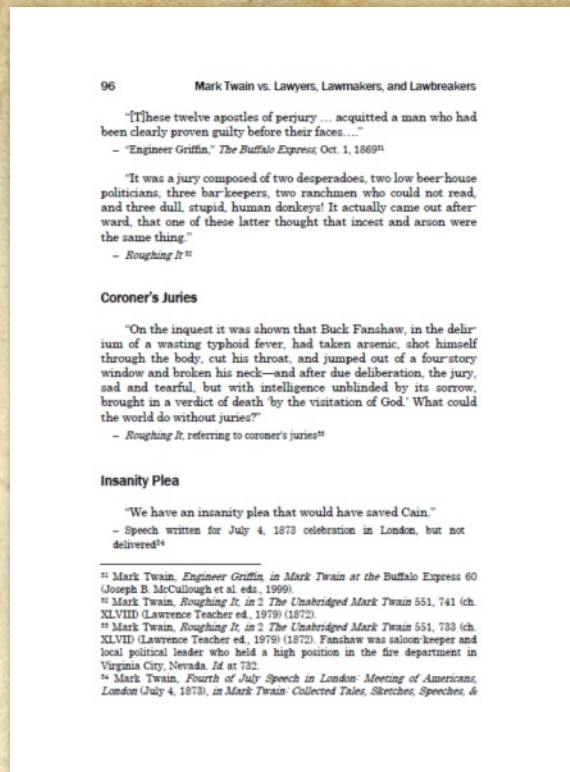 96 Mark Twain vs. Lawyers, Lawmakers, and Lawbreakers
“[T]hese twelve apostles of perjury … acquitted a man who had
been clearly proven guilty before their faces….”
– “Engineer Griffin,” The Buffalo Express, Oct. 1, 1869⁵¹
“It was a jury composed of two desperadoes, two low beer-house
politicians, three bar-keepers, two ranchmen who could not read,
and three dull, stupid, human donkeys! It actually came out after-
ward, that one of these latter thought that incest and arson were
the same thing.”
– Roughing It ⁵²
Coroner’s Juries
“On the inquest it was shown that Buck Fanshaw, in the delir-
ium of a wasting typhoid fever, had taken arsenic, shot himself
through the body, cut his throat, and jumped out of a four-story
window and broken his neck—and after due deliberation, the jury,
sad and tearful, but with intelligence unblinded by its sorrow,
brought in a verdict of death ‘by the visitation of God.’ What could
the world do without juries?”
– Roughing It, referring to coroner’s juries⁵³
Insanity Plea
“We have an insanity plea that would have saved Cain.”
– Speech written for July 4, 1873 celebration in London, but not
delivered⁵⁴
⁵¹ Mark Twain, Engineer Griffin, in Mark Twain at the Buffalo Express 60
(Joseph B. McCullough et al. eds., 1999).
⁵² Mark Twain, Roughing It, in 2 The Unabridged Mark Twain 551, 741 (ch.
XLVIII) (Lawrence Teacher ed., 1979) (1872).
⁵³ Mark Twain, Roughing It, in 2 The Unabridged Mark Twain 551, 733 (ch.
XLVII) (Lawrence Teacher ed., 1979) (1872). Fanshaw was saloon-keeper and
local political leader who held a high position in the fire department in
Virginia City, Nevada. Id. at 732.
⁵⁴ Mark Twain, Fourth of July Speech in London: Meeting of Americans,
London (July 4, 1873), in Mark Twain: Collected Tales, Sketches, Speeches, &